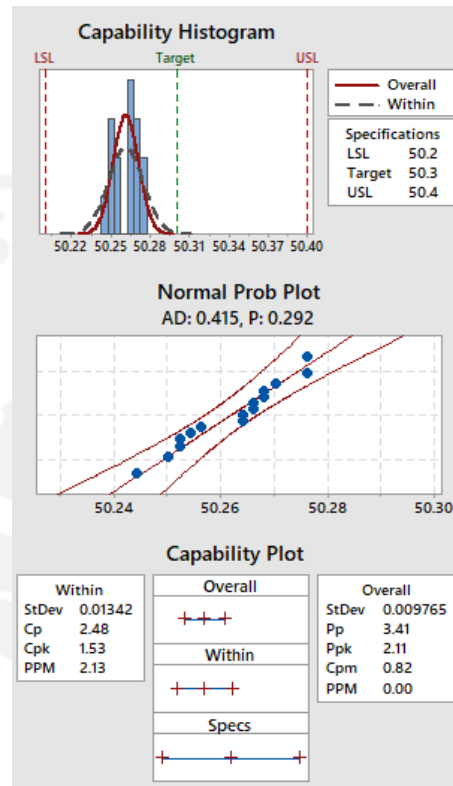 Capability Histogram
LSL Target USL
Overall
Within
Specifications
LSL 50.2
Target 50.3
USL 50.4
50.22 50.25 50.28 50.31 50.34 50.37 50.40
Normal Prob Plot
AD: 0.415, P: 0.292
50.24 50.26 50.28 50.30
Capability Plot
Within
StDev 0.01342
Cp 2.48
Cpk 1.53
PPM 2.13
Overall
Within
Specs
Overall
StDev 0.009765
Pp 3.41
Ppk 2.11
Cpm 0.82
PPM 0.00